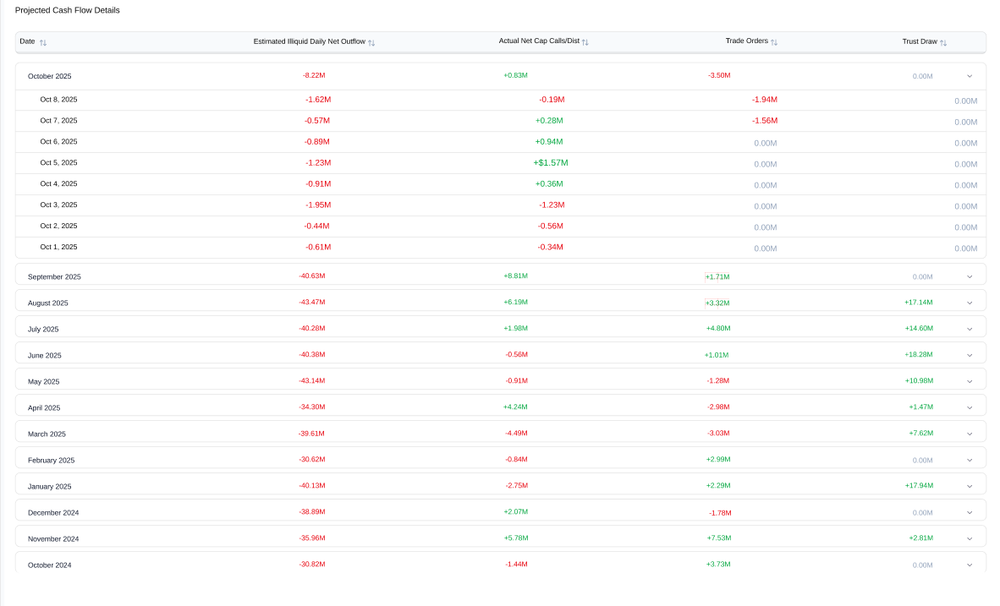 Projected Cash Flow Details
Date Estimated Illiquid Daily Net Outflow Actual Net Cap Calls/Dist Trade Orders Trust Draw
October 2025 -8.22M +0.83M -3.50M 0.00M
Oct 8, 2025 -1.62M -0.19M -1.94M 0.00M
Oct 7, 2025 -0.57M +0.28M -1.56M 0.00M
Oct 6, 2025 -0.89M +0.94M 0.00M 0.00M
Oct 5, 2025 -1.23M +$1.57M 0.00M 0.00M
Oct 4, 2025 -0.91M +0.36M 0.00M 0.00M
Oct 3, 2025 -1.95M -1.23M 0.00M 0.00M
Oct 2, 2025 -0.44M -0.56M 0.00M 0.00M
Oct 1, 2025 -0.61M -0.34M 0.00M 0.00M
September 2025 -40.63M +8.81M +1.71M 0.00M
August 2025 -43.47M +6.19M +3.32M +17.14M
July 2025 -40.28M +1.98M +4.80M +14.60M
June 2025 -40.38M -0.56M +1.01M +18.28M
May 2025 -43.14M -0.91M -1.28M +10.98M
April 2025 -34.30M +4.24M -2.98M +1.47M
March 2025 -39.61M -4.49M -3.03M +7.62M
February 2025 -30.62M -0.84M +2.99M 0.00M
January 2025 -40.13M -2.75M +2.29M +17.94M
December 2024 -38.89M +2.07M -1.78M 0.00M
November 2024 -35.96M +5.78M +7.53M +2.81M
October 2024 -30.82M -1.44M +3.73M 0.00M